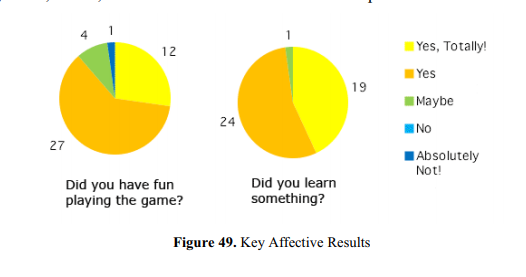 4
1
12
27
Did you have fun
playing the game?
1
19
24
Did you learn
something?
Yes, Totally!
Yes
Maybe
No
Absolutely
Not!
Figure 49. Key Affective Results